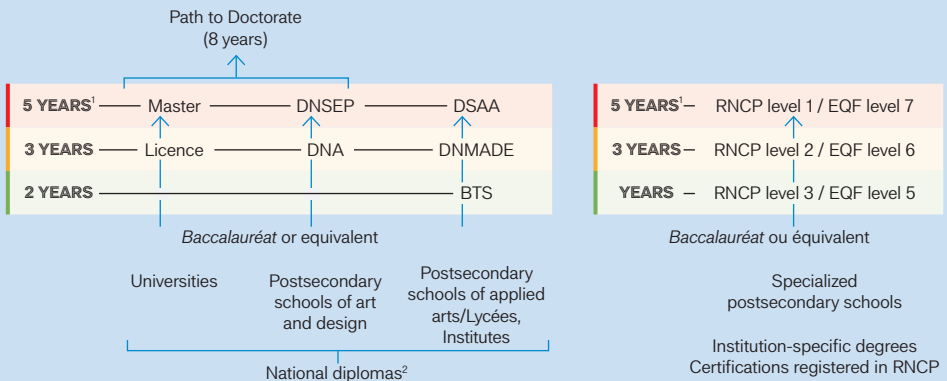 Path to Doctorate
(8 years)
5 YEARS¹ Master DNSEP DSAA
3 YEARS Licence DNA DNMADE
2 YEARS BTS
Baccalauréat or equivalent
Universities
Postsecondary
schools of art
and design
Postsecondary
schools of applied
arts/Lycées,
Institutes
National diplomas²
5 YEARS¹ RNCP level 1 / EQF level 7
3 YEARS RNCP level 2 / EQF level 6
YEARS RNCP level 3 / EQF level 5
Baccalauréat ou équivalent
Specialized
postsecondary schools
Institution-specific degrees
Certifications registered in RNCP